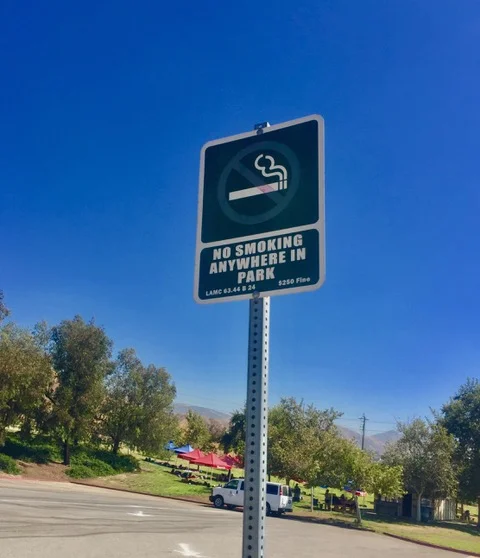 NO SMOKING
ANYWHERE IN
PARK
LAMC 63.44 B 24 $250 Fine